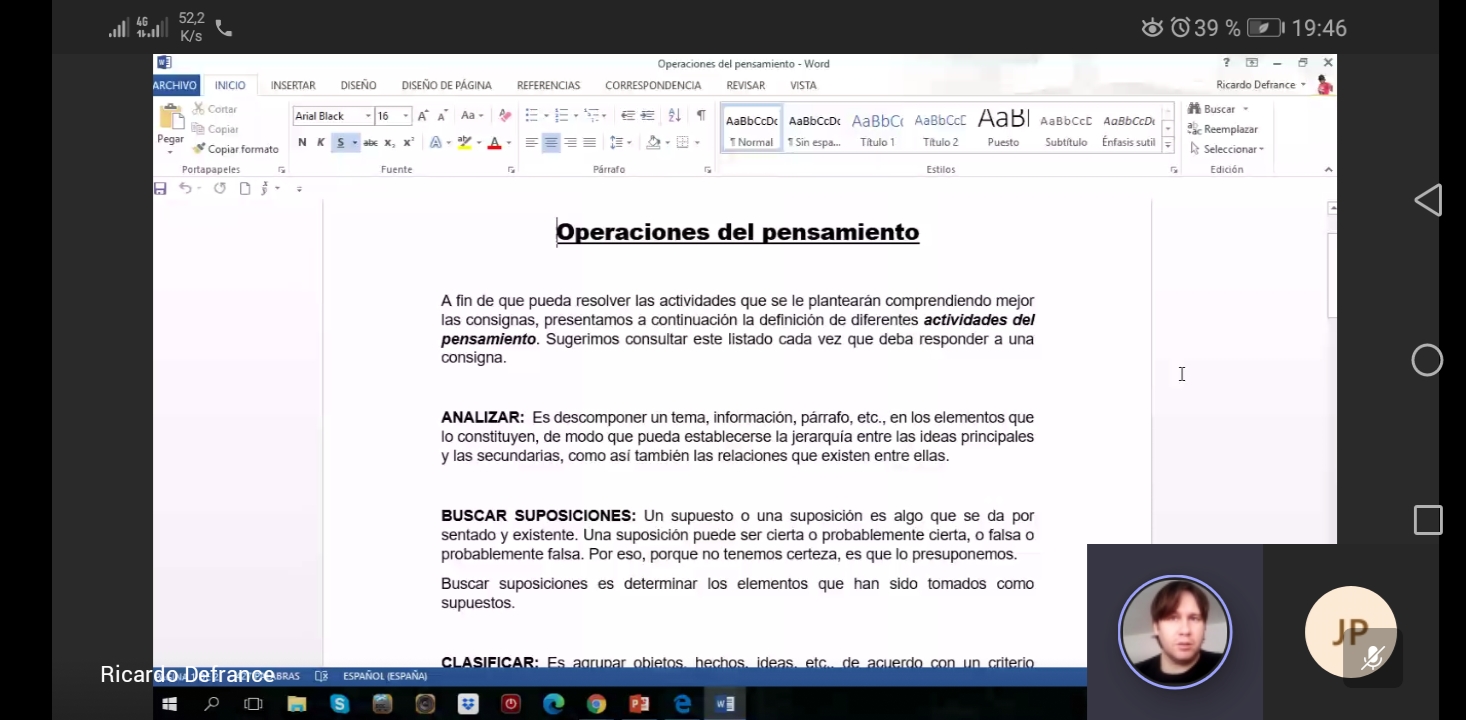 4G 52,2 K/s 39 % 19:46
Operaciones del pensamiento - Word
ARCHIVO INICIO INSERTAR DISEÑO DISEÑO DE PÁGINA REFERENCIAS CORRESPONDENCIA REVISAR VISTA Ricardo Defrance
Cortar
Copiar
Copiar formato
Pegar
Portapapeles
Arial Black 16
N K S abc x₂ x²
Fuente
Párrafo
AaBbCcDc AaBbCcDc AaBbC( AaBbCcD AaB AaBbCcD AaBbCcDc
¶ Normal ¶ Sin espa... Título 1 Título 2 Puesto Subtítulo Énfasis sutil
Estilos
Buscar
Reemplazar
Seleccionar
Edición
Operaciones del pensamiento
A fin de que pueda resolver las actividades que se le plantearán comprendiendo mejor
las consignas, presentamos a continuación la definición de diferentes actividades del
pensamiento. Sugerimos consultar este listado cada vez que deba responder a una
consigna.
ANALIZAR: Es descomponer un tema, información, párrafo, etc., en los elementos que
lo constituyen, de modo que pueda establecerse la jerarquía entre las ideas principales
y las secundarias, como así también las relaciones que existen entre ellas.
BUSCAR SUPOSICIONES: Un supuesto o una suposición es algo que se da por
sentado y existente. Una suposición puede ser cierta o probablemente cierta, o falsa o
probablemente falsa. Por eso, porque no tenemos certeza, es que lo presuponemos.
Buscar suposiciones es determinar los elementos que han sido tomados como
supuestos.
CLASIFICAR: Es agrupar objetos, hechos, ideas, etc., de acuerdo con un criterio
Ricardo Defrance
ESPAÑOL (ESPAÑA)
JP